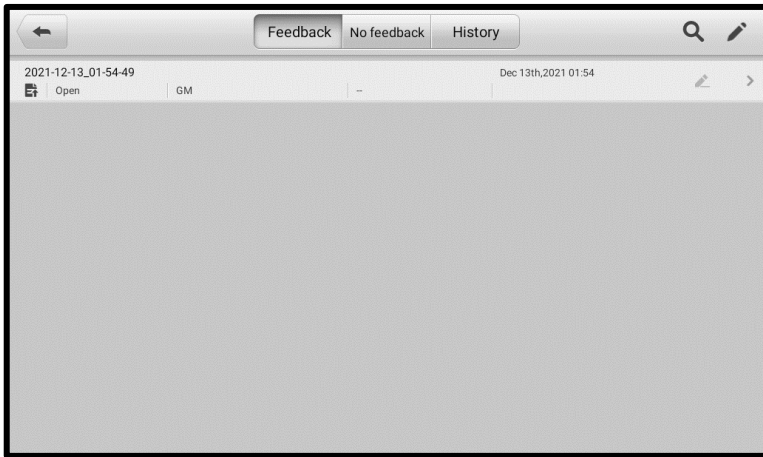 Feedback No feedback History
2021-12-13_01-54-49 Dec 13th,2021 01:54
Open GM --